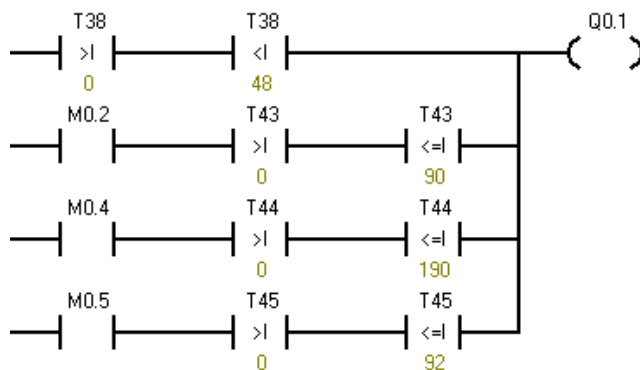 T38 T38 Q0.1
>I <I
0 48
M0.2 T43 T43
>I <=I
0 90
M0.4 T44 T44
>I <=I
0 190
M0.5 T45 T45
>I <=I
0 92